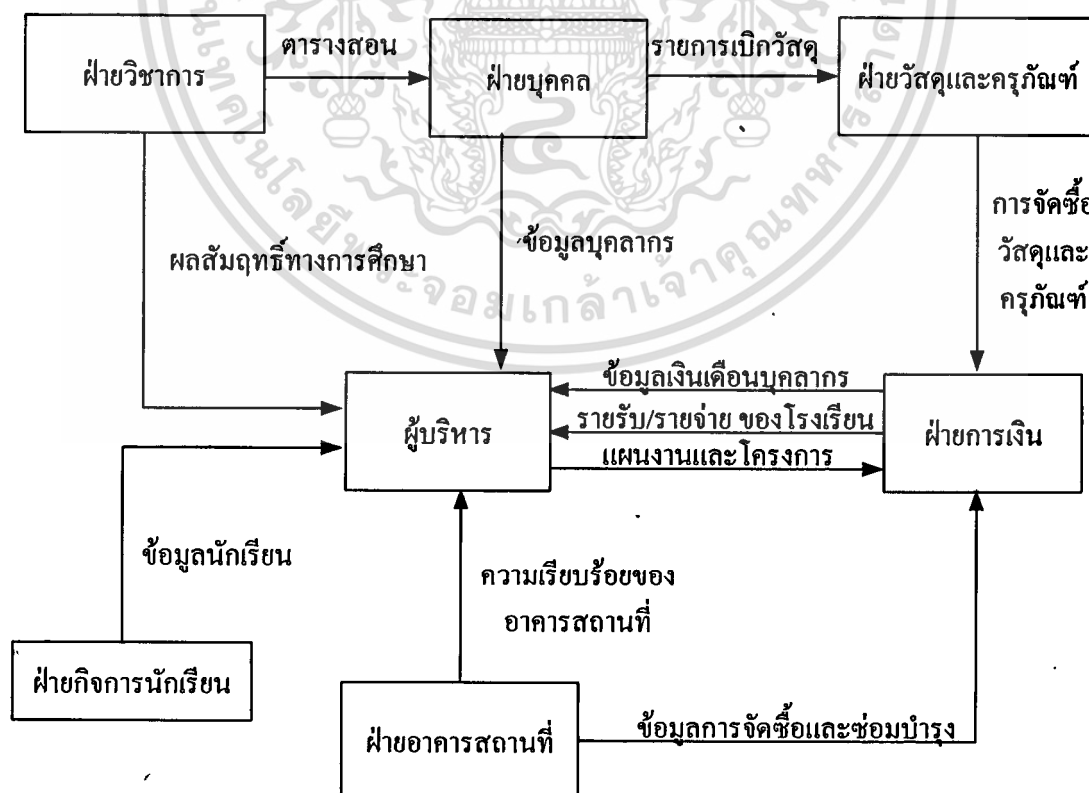 ฝ่ายวิชาการ
ตารางสอน
ฝ่ายบุคคล
รายการเบิกวัสดุ
ฝ่ายวัสดุและครุภัณฑ์
ผลสัมฤทธิ์ทางการศึกษา
ข้อมูลบุคลากร
การจัดซื้อ
วัสดุและ
ครุภัณฑ์
ผู้บริหาร
ข้อมูลเงินเดือนบุคลากร
รายรับ/รายจ่าย ของโรงเรียน
แผนงานและโครงการ
ฝ่ายการเงิน
ข้อมูลนักเรียน
ความเรียบร้อยของ
อาคารสถานที่
ฝ่ายกิจการนักเรียน
ฝ่ายอาคารสถานที่
ข้อมูลการจัดซื้อและซ่อมบำรุง